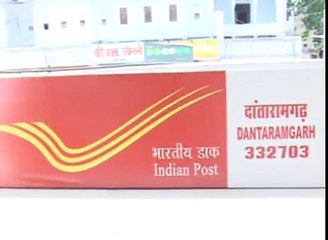 भारतीय डाक
Indian Post
दांतारामगढ़
DANTARAMGARH
332703